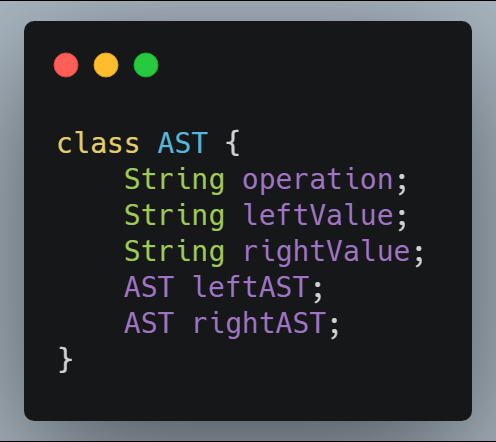 class AST {
    String operation;
    String leftValue;
    String rightValue;
    AST leftAST;
    AST rightAST;
}